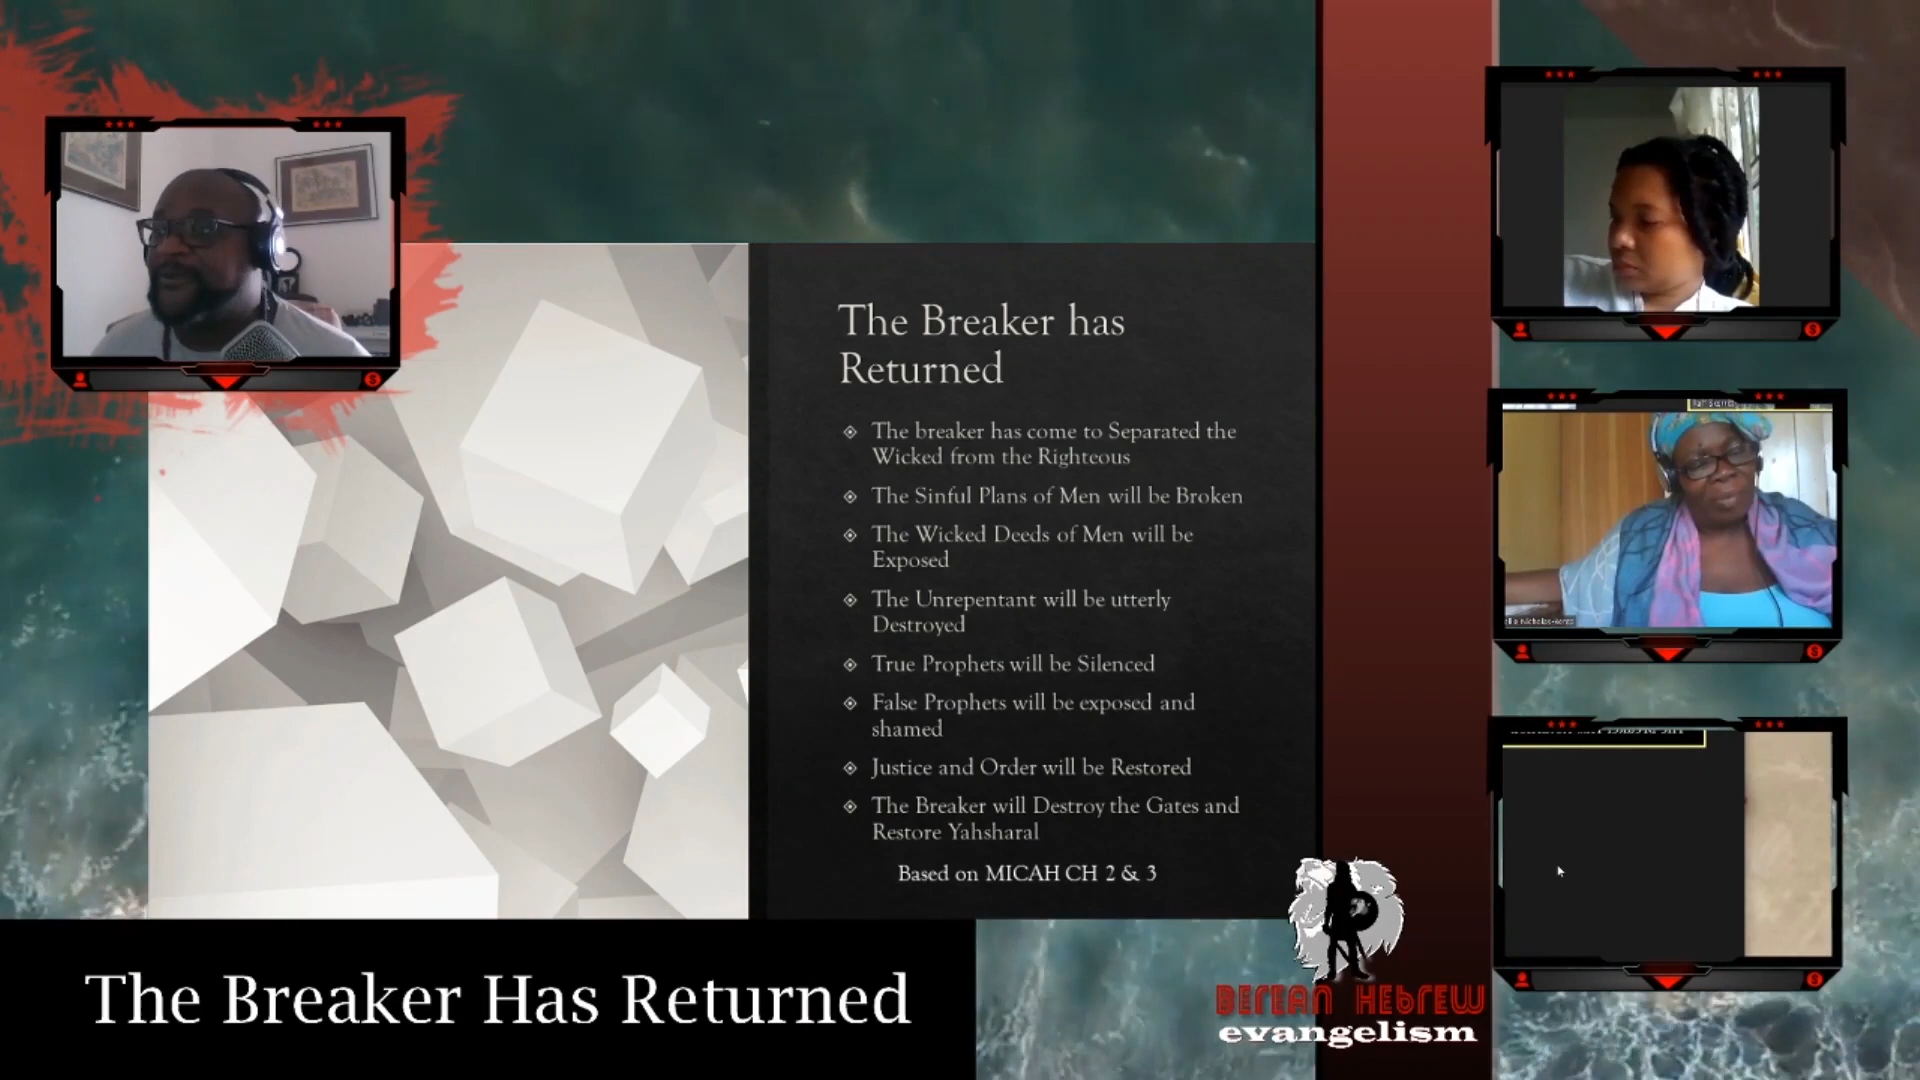 The Breaker has
Returned
The breaker has come to Separated the
Wicked from the Righteous
The Sinful Plans of Men will be Broken
The Wicked Deeds of Men will be
Exposed
The Unrepentant will be utterly
Destroyed
True Prophets will be Silenced
False Prophets will be exposed and
shamed
Justice and Order will be Restored
The Breaker will Destroy the Gates and
Restore Yahsharal
Based on MICAH CH 2 & 3
The Breaker Has Returned
BEREAN HEBREW
evangelism